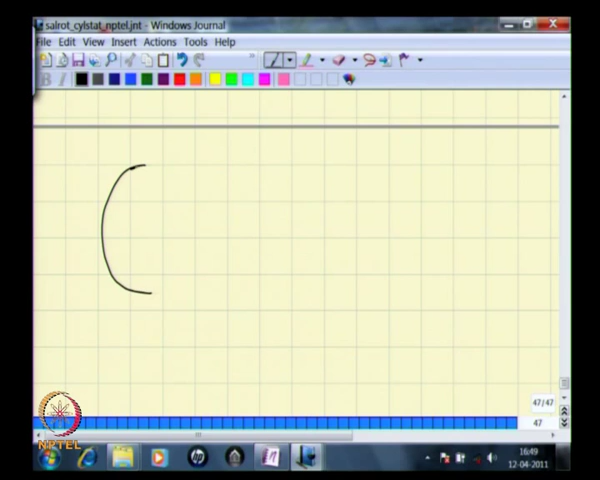 salrot_cylstat_nptel.jnt - Windows Journal
File Edit View Insert Actions Tools Help
B I
47/47
47
NPTEL
hp
16:49
12-04-2011